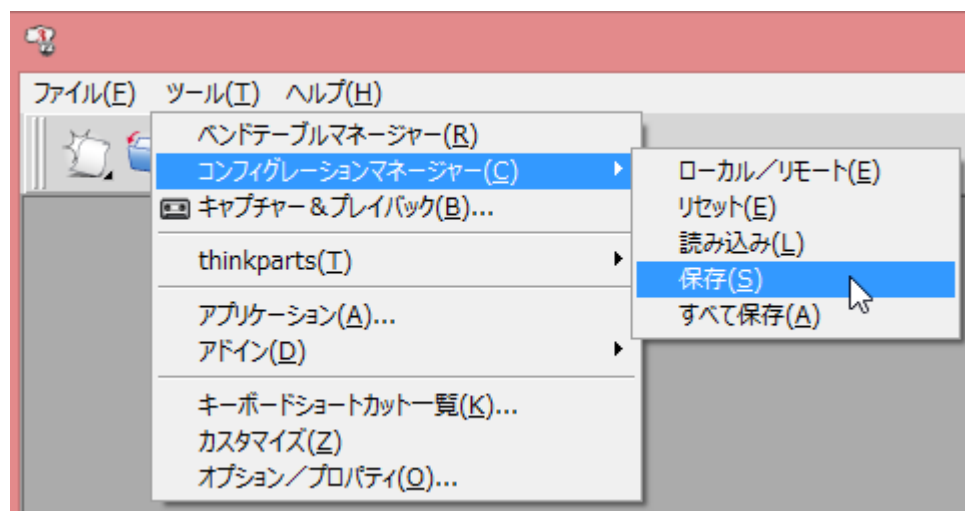 ファイル(F) ツール(T) ヘルプ(H)
ベンドテーブルマネージャー(R)
コンフィグレーションマネージャー(C)
キャプチャー＆プレイバック(B)...
thinkparts(T)
アプリケーション(A)...
アドイン(D)
キーボードショートカット一覧(K)...
カスタマイズ(Z)
オプション／プロパティ(O)...
ローカル／リモート(E)
リセット(E)
読み込み(L)
保存(S)
すべて保存(A)